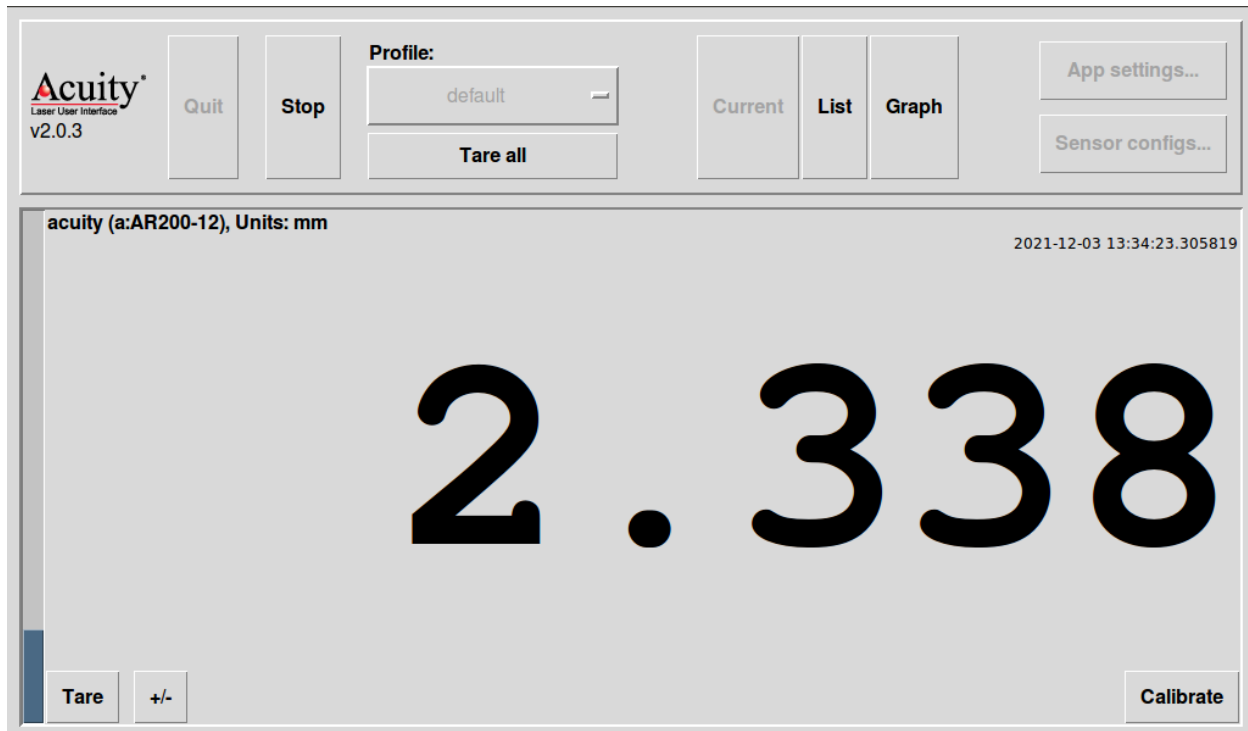 Acuity
Laser User Interface
v2.0.3
Quit
Stop
Profile:
default
Tare all
Current
List
Graph
App settings...
Sensor configs...
acuity (a:AR200-12), Units: mm
2021-12-03 13:34:23.305819
2.338
Tare
+/-
Calibrate